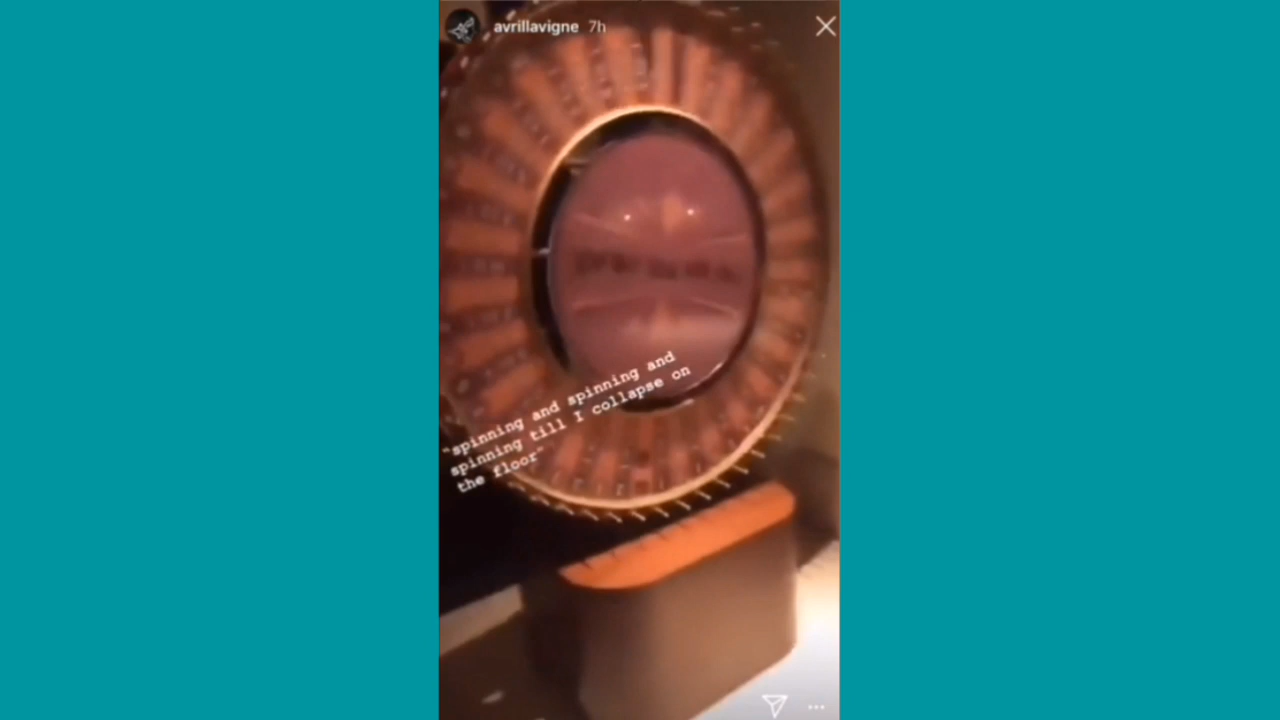 avrillavigne 7h
"spinning and spinning and
spinning till I collapse on
the floor"